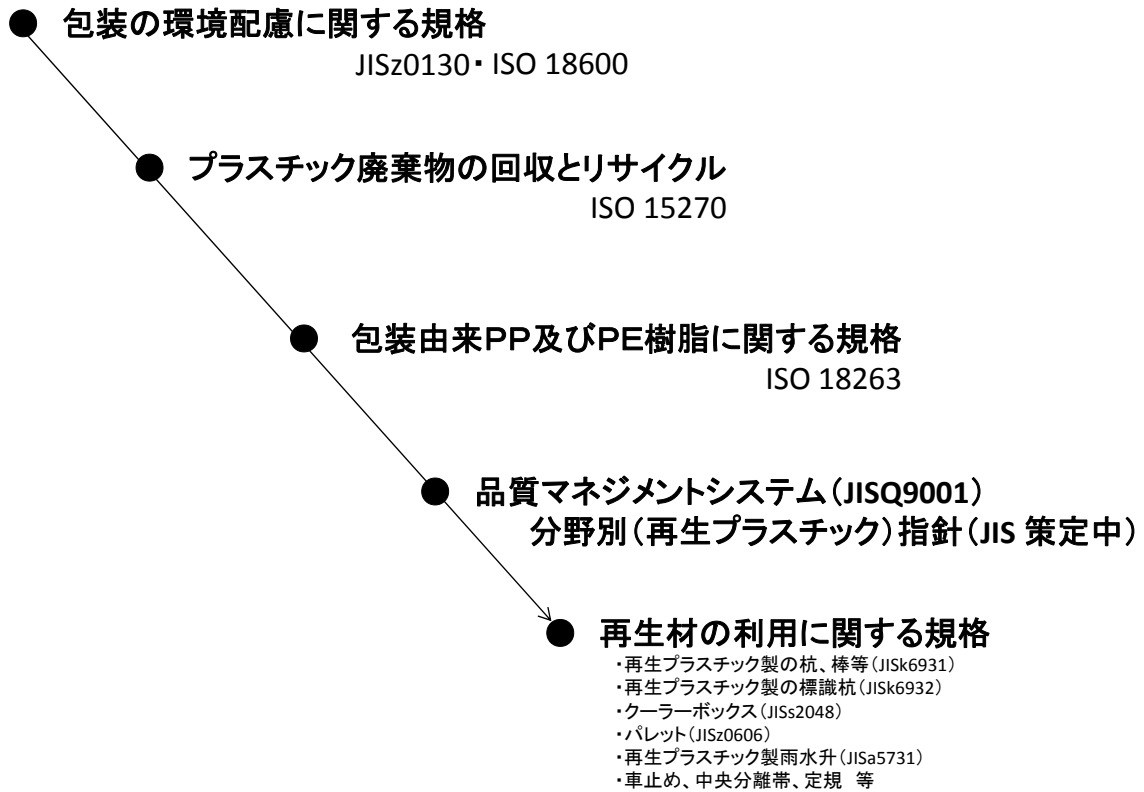 包装の環境配慮に関する規格
JISz0130・ISO 18600
プラスチック廃棄物の回収とリサイクル
ISO 15270
包装由来PP及びPE樹脂に関する規格
ISO 18263
品質マネジメントシステム(JISQ9001)
分野別(再生プラスチック)指針(JIS 策定中)
再生材の利用に関する規格
・再生プラスチック製の杭、棒等(JISk6931)
・再生プラスチック製の標識杭(JISk6932)
・クーラーボックス(JISs2048)
・パレット(JISz0606)
・再生プラスチック製雨水升(JISa5731)
・車止め、中央分離帯、定規 等